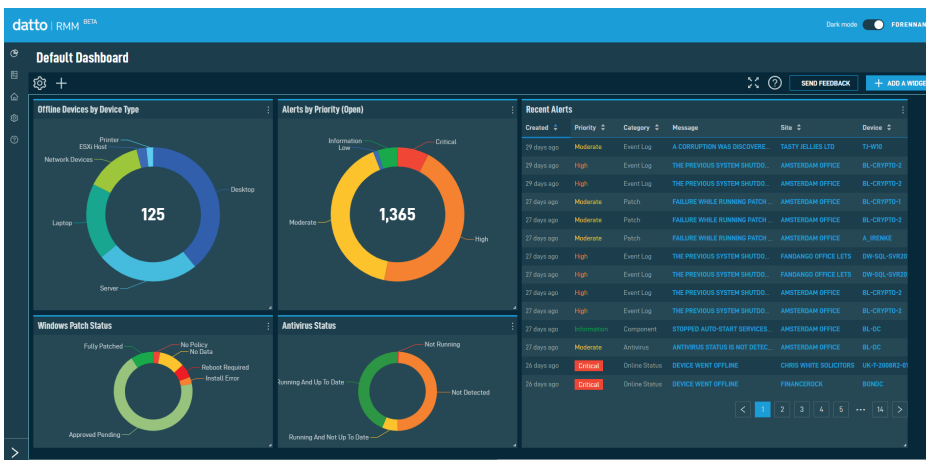 datto | RMM BETA
Dark mode FORENNAN
Default Dashboard
SEND FEEDBACK + ADD A WIDGE
Offline Devices by Device Type
Printer
ESXi Host
Network Devices
Desktop
Laptop
Server
125
Alerts by Priority (Open)
Information
Low
Critical
Moderate
High
1,365
Recent Alerts
Created Priority Category Message Site Device
29 days ago Moderate Event Log A CORRUPTION WAS DISCOVERE... TASTY JELLIES LTD TJ-W10
29 days ago High Event Log THE PREVIOUS SYSTEM SHUTDO... AMSTERDAM OFFICE BL-CRYPTO-2
29 days ago High Event Log THE PREVIOUS SYSTEM SHUTDO... AMSTERDAM OFFICE BL-CRYPTO-2
27 days ago Moderate Patch FAILURE WHILE RUNNING PATCH ... AMSTERDAM OFFICE BL-CRYPTO-1
27 days ago Moderate Patch FAILURE WHILE RUNNING PATCH ... AMSTERDAM OFFICE BL-CRYPTO-2
27 days ago Moderate Patch FAILURE WHILE RUNNING PATCH ... AMSTERDAM OFFICE A_IRENKE
27 days ago High Event Log THE PREVIOUS SYSTEM SHUTDO... FANDANGO OFFICE LETS DW-SQL-SVR20
27 days ago High Event Log THE PREVIOUS SYSTEM SHUTDO... FANDANGO OFFICE LETS DW-SQL-SVR20
27 days ago High Event Log THE PREVIOUS SYSTEM SHUTDO... AMSTERDAM OFFICE BL-CRYPTO-2
27 days ago High Event Log THE PREVIOUS SYSTEM SHUTDO... AMSTERDAM OFFICE BL-CRYPTO-2
27 days ago Information Component STOPPED AUTO-START SERVICES... AMSTERDAM OFFICE BL-DC
27 days ago Moderate Antivirus ANTIVIRUS STATUS IS NOT DETEC... AMSTERDAM OFFICE BL-DC
26 days ago Critical Online Status DEVICE WENT OFFLINE CHRIS WHITE SOLICITORS UK-T-2008R2-01
26 days ago Critical Online Status DEVICE WENT OFFLINE FINANCEROCK BONDC
< 1 2 3 4 5 ... 14 >
Windows Patch Status
Fully Patched
No Policy
No Data
Reboot Required
Install Error
Approved Pending
Antivirus Status
Not Running
Running And Up To Date
Not Detected
Running And Not Up To Date